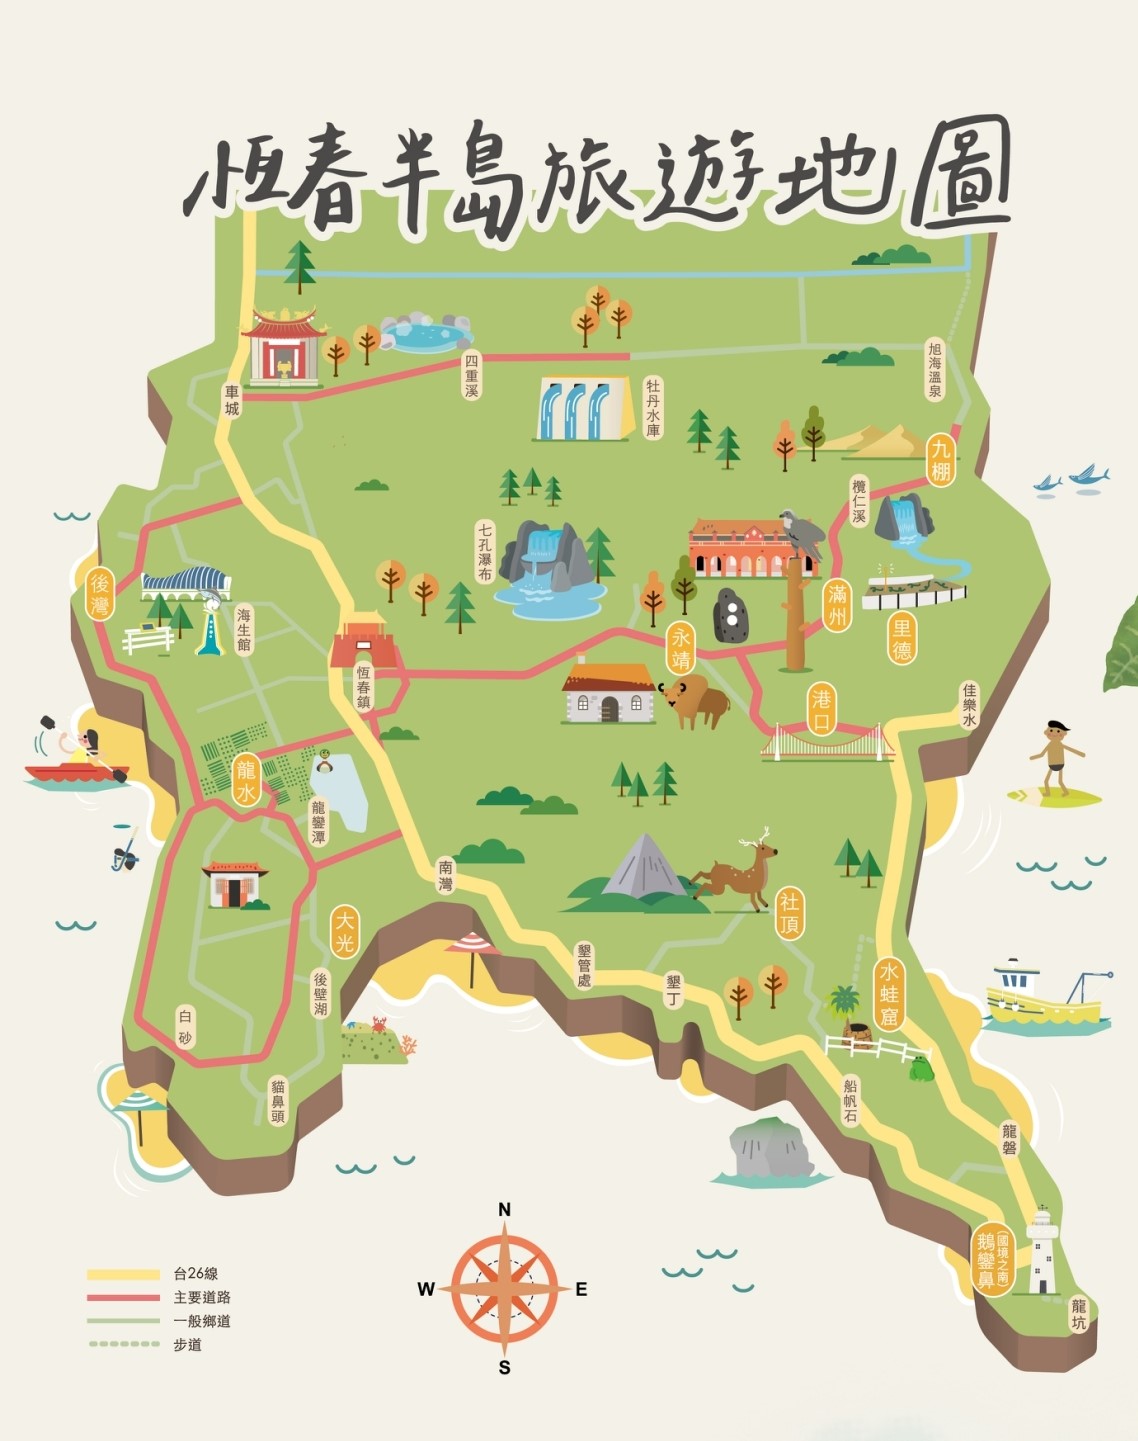 恆春半島旅遊地圖
旭海溫泉
四重溪
牡丹水庫
車城
九棚
欖仁溪
七孔瀑布
後灣
滿州
海生館
里德
永靖
恆春鎮
港口
佳樂水
龍水
龍鑾潭
南灣
社頂
大光
墾管處
後壁湖
墾丁
水蛙窟
白砂
船帆石
貓鼻頭
龍磐
鵝鑾鼻
(國境之南)
龍坑
N
W
E
S
台26線
主要道路
一般鄉道
步道